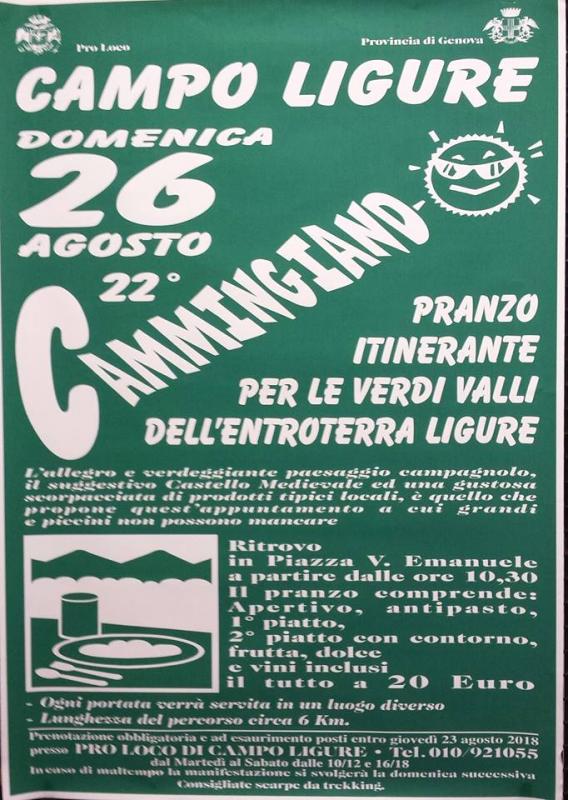 Pro Loco
Provincia di Genova
CAMPO LIGURE
DOMENICA
26
AGOSTO
22°
CAMMINGIAND
PRANZO
ITINERANTE
PER LE VERDI VALLI
DELL'ENTROTERRA LIGURE
L'allegro e verdeggiante paesaggio campagnolo,
il suggestivo Castello Medievale ed una gustosa
scorpacciata di prodotti tipici locali, è quello che
propone quest'appuntamento a cui grandi
e piccini non possono mancare
Ritrovo
in Piazza V. Emanuele
a partire dalle ore 10,30
Il pranzo comprende:
Apertivo, antipasto,
1° piatto,
2° piatto con contorno,
frutta, dolce
e vini inclusi
il tutto a 20 Euro
- Ogni portata verrà servita in un luogo diverso
- Lunghezza del percorso circa 6 Km.
Prenotazione obbligatoria e ad esaurimento posti entro giovedì 23 agosto 2018
presso PRO LOCO DI CAMPO LIGURE • Tel. 010/921055
dal Martedì al Sabato dalle 10/12 e 16/18
In caso di maltempo la manifestazione si svolgerà la domenica successiva
Consigliate scarpe da trekking.